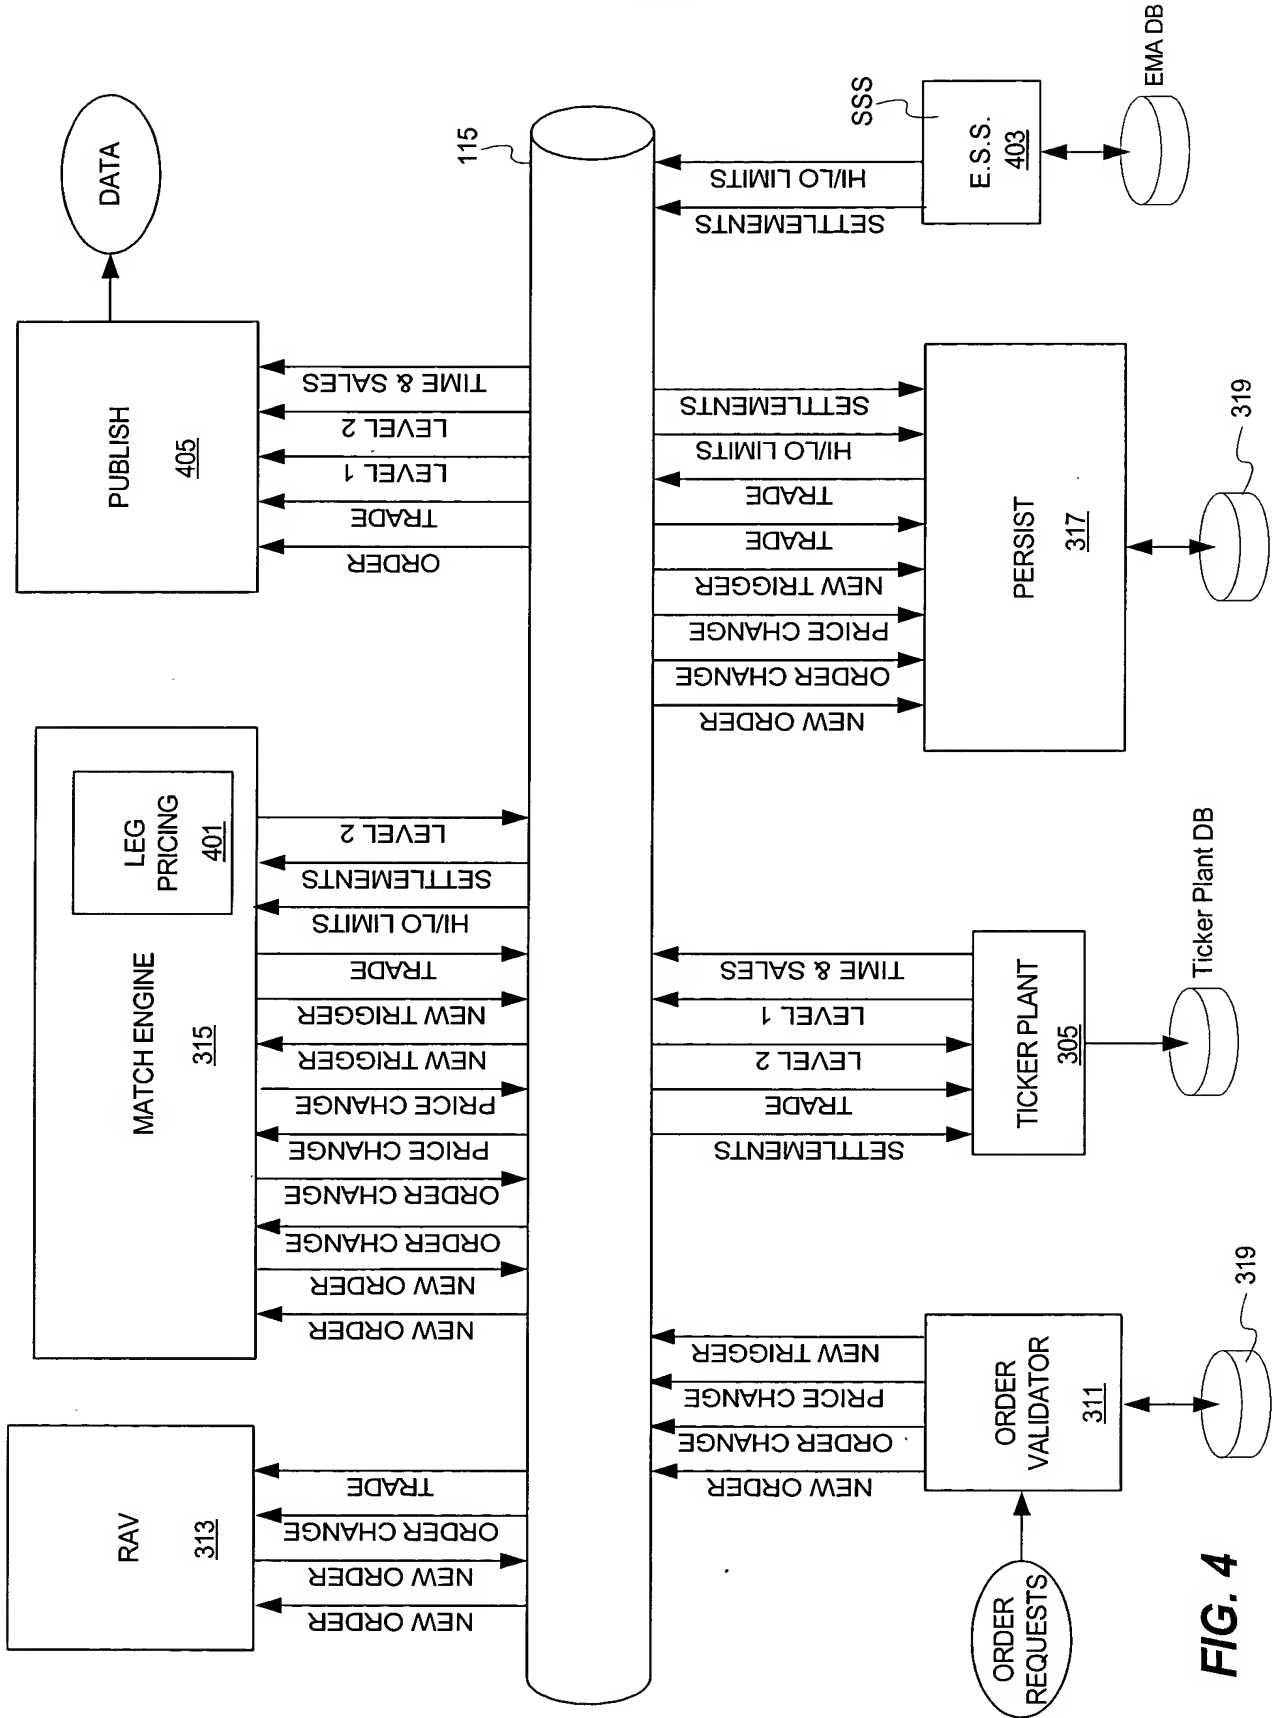 RAV
313
NEW ORDER
NEW ORDER
ORDER CHANGE
TRADE
MATCH ENGINE
315
LEG
PRICING
401
NEW ORDER
NEW ORDER
ORDER CHANGE
ORDER CHANGE
PRICE CHANGE
PRICE CHANGE
NEW TRIGGER
NEW TRIGGER
TRADE
HI/LO LIMITS
SETTLEMENTS
LEVEL 2
PUBLISH
405
ORDER
TRADE
LEVEL 1
LEVEL 2
TIME & SALES
DATA
115
ORDER
REQUESTS
ORDER
VALIDATOR
311
NEW ORDER
ORDER CHANGE
PRICE CHANGE
NEW TRIGGER
319
TICKER PLANT
305
SETTLEMENTS
TRADE
LEVEL 2
LEVEL 1
TIME & SALES
Ticker Plant DB
PERSIST
317
NEW ORDER
ORDER CHANGE
PRICE CHANGE
NEW TRIGGER
TRADE
TRADE
HI/LO LIMITS
SETTLEMENTS
319
SETTLEMENTS
HI/LO LIMITS
SSS
E.S.S.
403
EMA DB
FIG. 4